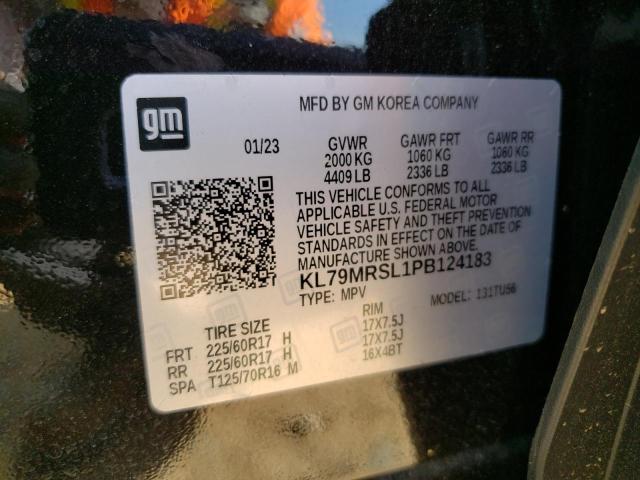 gm
MFD BY GM KOREA COMPANY
01/23 GVWR GAWR FRT GAWR RR
2000 KG 1060 KG 1060 KG
4409 LB 2336 LB 2336 LB
THIS VEHICLE CONFORMS TO ALL
APPLICABLE U.S. FEDERAL MOTOR
VEHICLE SAFETY AND THEFT PREVENTION
STANDARDS IN EFFECT ON THE DATE OF
MANUFACTURE SHOWN ABOVE.
KL79MRSL1PB124183
TYPE: MPV MODEL: 131TU56
TIRE SIZE RIM
FRT 225/60R17 H 17X7.5J
RR 225/60R17 H 17X7.5J
SPA T125/70R16 M 16X4BT